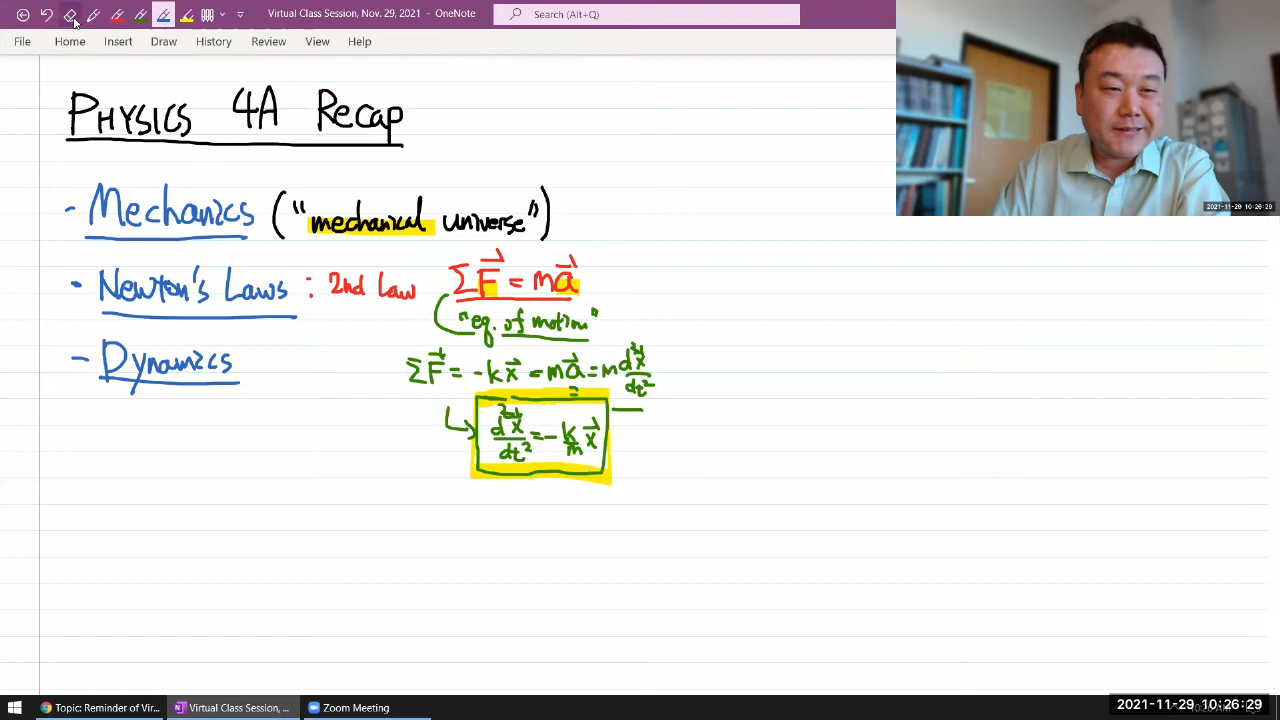 Virtual Class Session, Nov. 29, 2021 - OneNote
Search (Alt+Q)
File Home Insert Draw History Review View Help
PHYSICS 4A Recap
- Mechanics ("mechanical universe")
2021-11-29 10:26:29
• Newton's Laws : 2nd Law ΣF⃗ = ma⃗
"eq. of motion"
ΣF⃗ = -kx⃗ = ma⃗ = m d²x⃗/dt²
- Dynamics
d²x⃗/dt² = - k/m x⃗
Topic: Reminder of Vir... Virtual Class Session, ... Zoom Meeting
2021-11-29 10:26:29